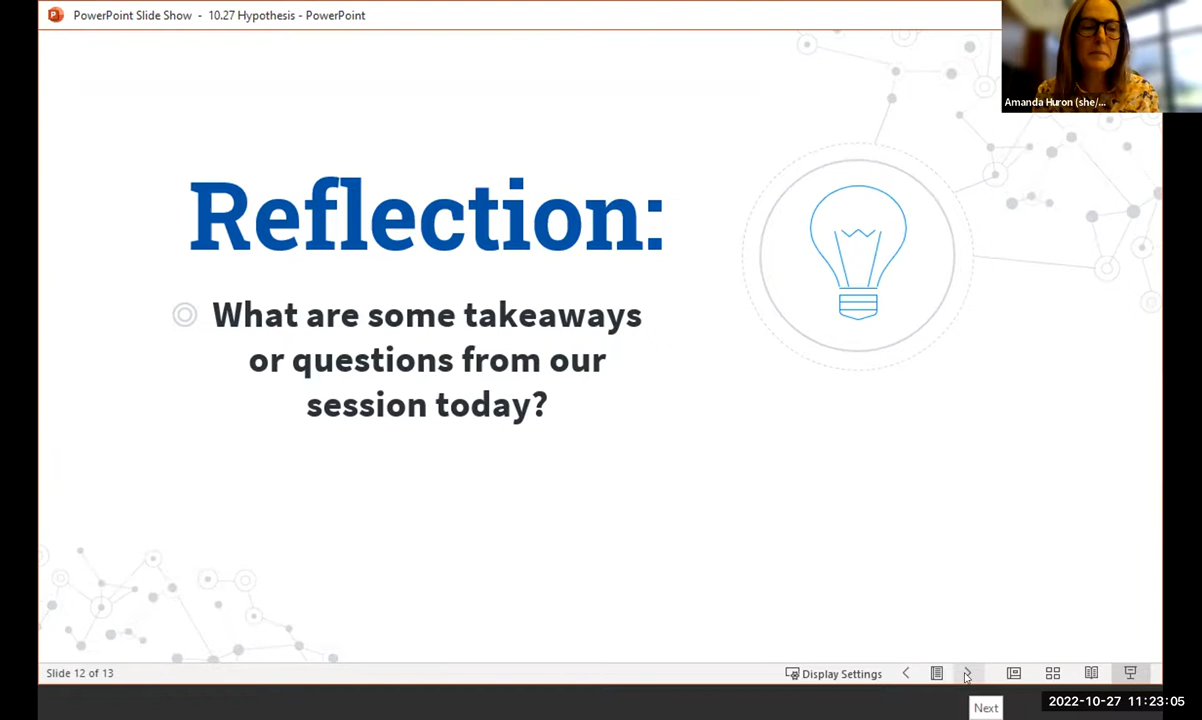 PowerPoint Slide Show - 10.27 Hypothesis - PowerPoint
Amanda Huron (she/...
Reflection:
What are some takeaways
or questions from our
session today?
Slide 12 of 13
Display Settings
Next
2022-10-27 11:23:05